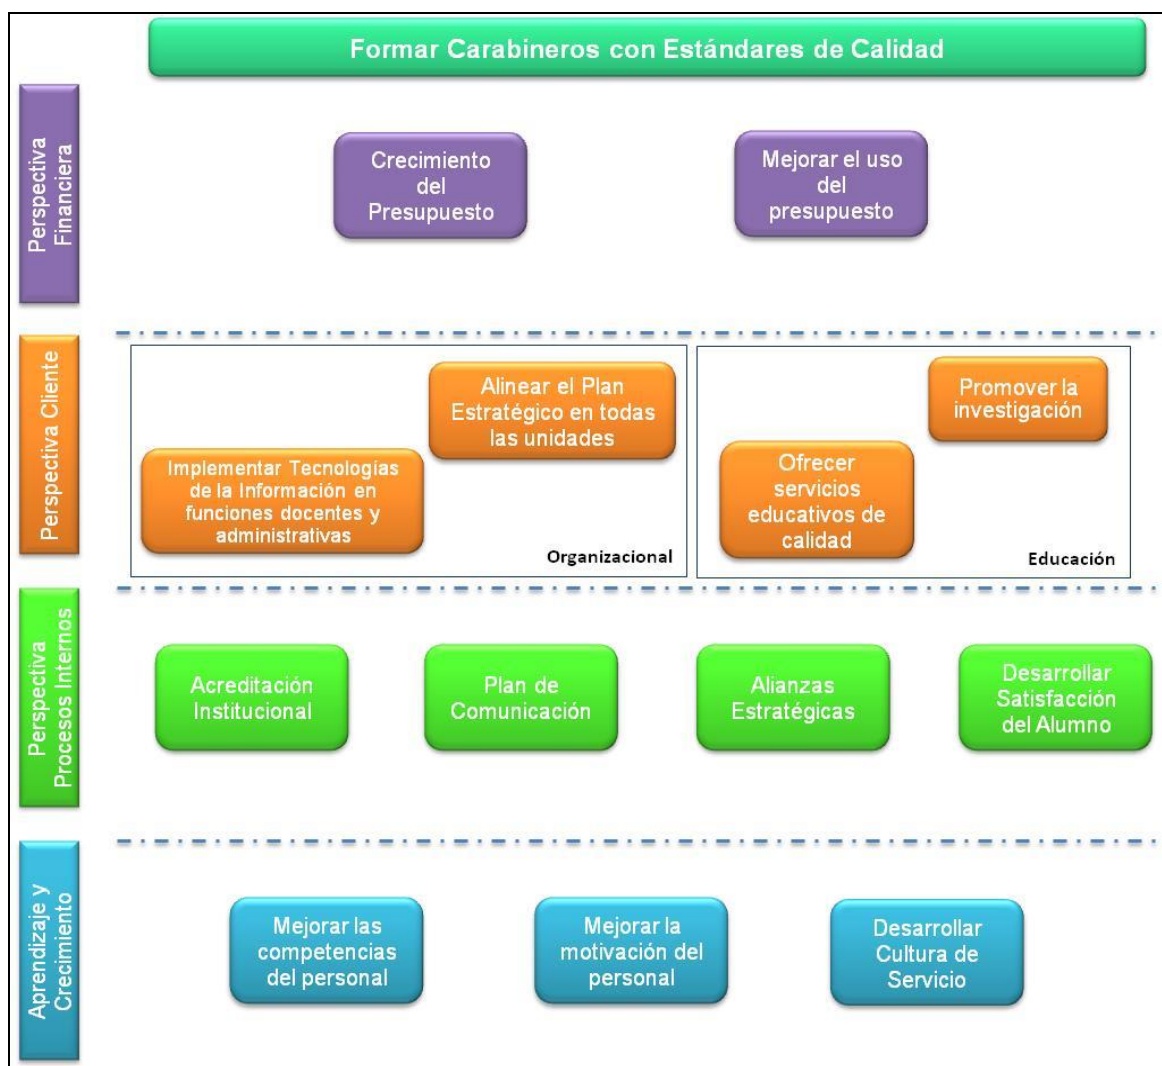 Formar Carabineros con Estándares de Calidad
Perspectiva
Financiera
Crecimiento
del
Presupuesto
Mejorar el uso
del
presupuesto
Perspectiva Cliente
Implementar Tecnologías
de la Información en
funciones docentes y
administrativas
Alinear el Plan
Estratégico en todas
las unidades
Organizacional
Ofrecer
servicios
educativos de
calidad
Promover la
investigación
Educación
Perspectiva
Procesos Internos
Acreditación
Institucional
Plan de
Comunicación
Alianzas
Estratégicas
Desarrollar
Satisfacción
del Alumno
Aprendizaje y
Crecimiento
Mejorar las
competencias
del personal
Mejorar la
motivación del
personal
Desarrollar
Cultura de
Servicio